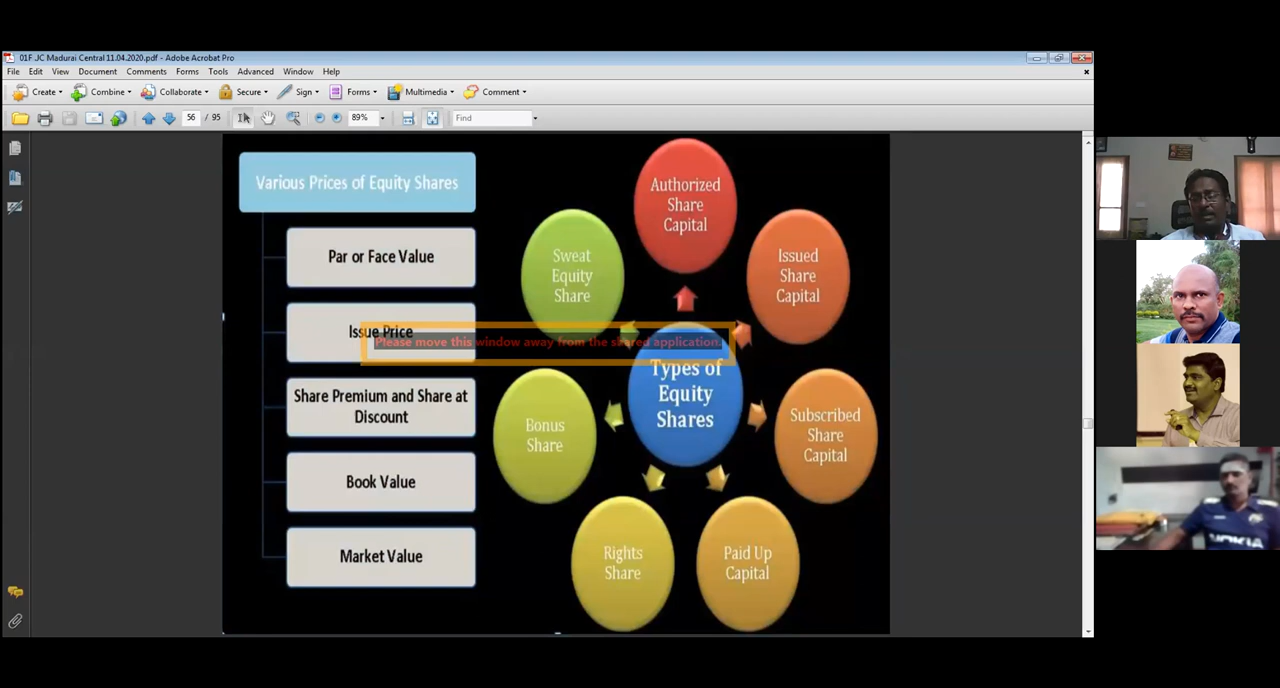 01F JC Madurai Central 11.04.2020.pdf - Adobe Acrobat Pro
File Edit View Document Comments Forms Tools Advanced Window Help
Create Combine Collaborate Secure Sign Forms Multimedia Comment
56 / 95 89% Find
Various Prices of Equity Shares
Par or Face Value
Issue Price
Share Premium and Share at
Discount
Book Value
Market Value
Please move this window away from the shared application.
Types of
Equity
Shares
Authorized
Share
Capital
Issued
Share
Capital
Subscribed
Share
Capital
Paid Up
Capital
Rights
Share
Bonus
Share
Sweat
Equity
Share
NOKIA